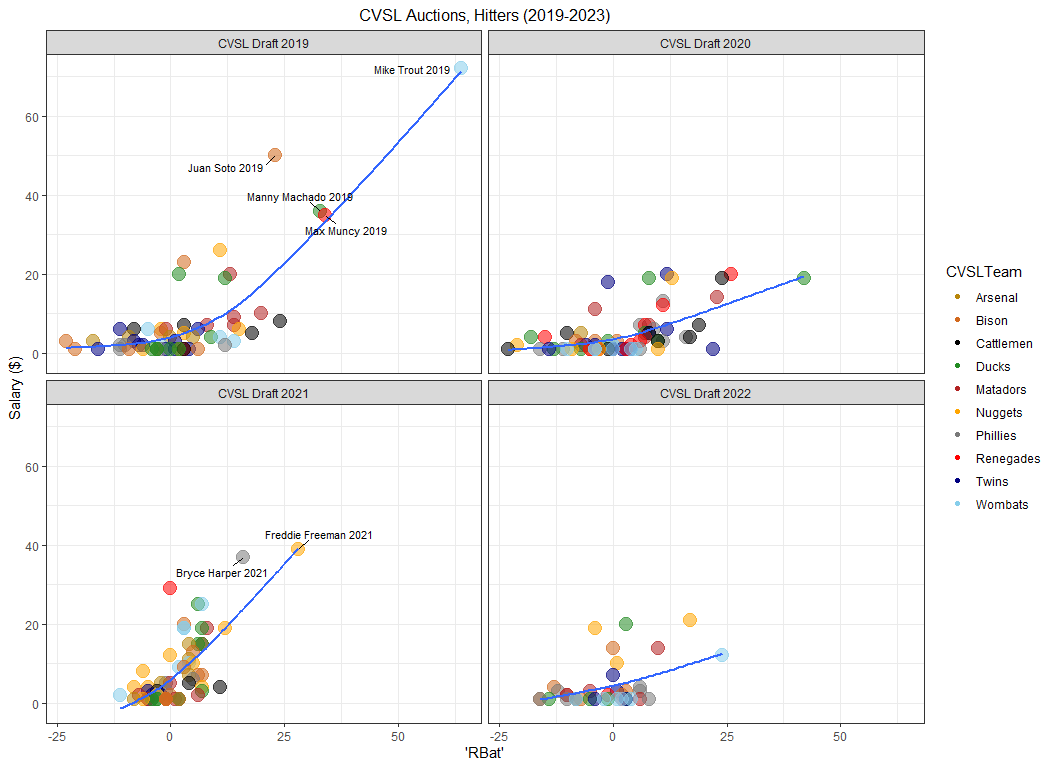 CVSL Auctions, Hitters (2019-2023)
CVSL Draft 2019
CVSL Draft 2020
Mike Trout 2019
Juan Soto 2019
Manny Machado 2019
Max Muncy 2019
60
40
20
0
CVSL Draft 2021
CVSL Draft 2022
Freddie Freeman 2021
Bryce Harper 2021
60
40
20
0
-25
0
25
50
-25
0
25
50
'RBat'
Salary ($)
CVSLTeam
Arsenal
Bison
Cattlemen
Ducks
Matadors
Nuggets
Phillies
Renegades
Twins
Wombats